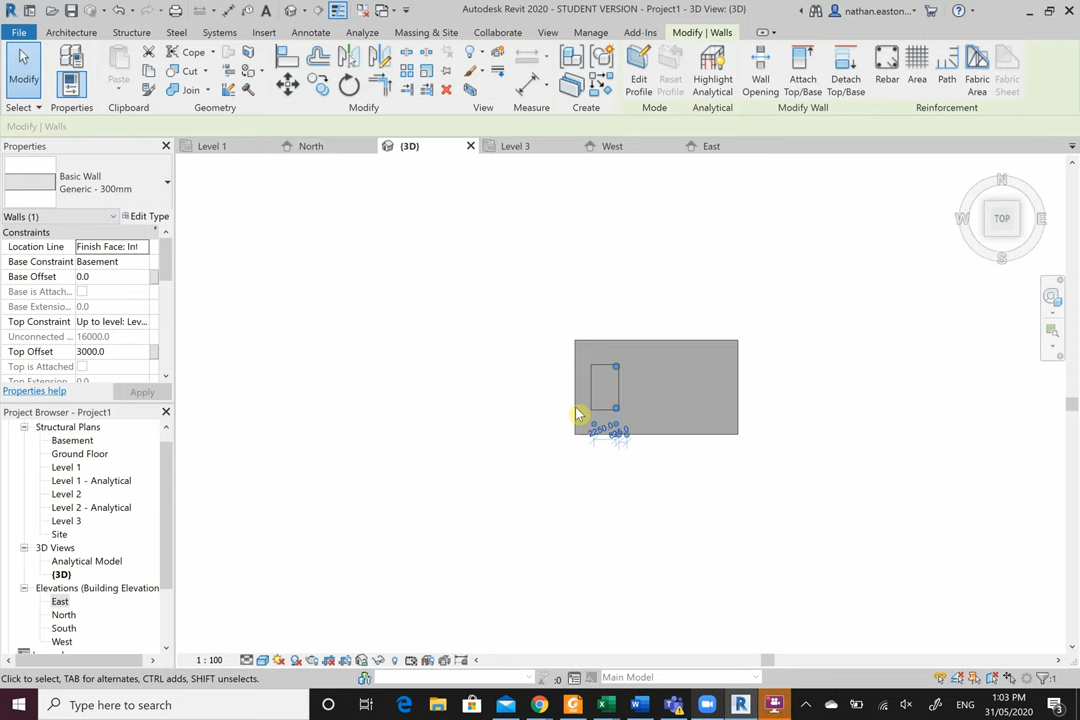 Autodesk Revit 2020 - STUDENT VERSION - Project1 - 3D View: {3D}
nathan.easton...
File Architecture Structure Steel Systems Insert Annotate Analyze Massing & Site Collaborate View Manage Add-Ins Modify | Walls
Modify
Paste
Cope
Cut
Join
Edit Profile
Reset Profile
Highlight Analytical
Wall Opening
Attach Top/Base
Detach Top/Base
Rebar
Area
Path
Fabric Area
Fabric Sheet
Select Properties Clipboard Geometry Modify View Measure Create Mode Analytical Modify Wall Reinforcement
Modify | Walls
Properties
Level 1 North {3D} Level 3 West East
Basic Wall
Generic - 300mm
Walls (1) Edit Type
Constraints
Location Line Finish Face: Int
Base Constraint Basement
Base Offset 0.0
Base is Attach...
Base Extensio... 0.0
Top Constraint Up to level: Lev...
Unconnected ... 16000.0
Top Offset 3000.0
Top is Attached
Top Extension 0.0
Properties help Apply
Project Browser - Project1
Structural Plans
Basement
Ground Floor
Level 1
Level 1 - Analytical
Level 2
Level 2 - Analytical
Level 3
Site
3D Views
Analytical Model
{3D}
Elevations (Building Elevation
East
North
South
West
N
W TOP E
S
2250.0
1 : 100
Click to select, TAB for alternates, CTRL adds, SHIFT unselects.
:0
Main Model
:1
Type here to search
ENG
1:03 PM
31/05/2020
3